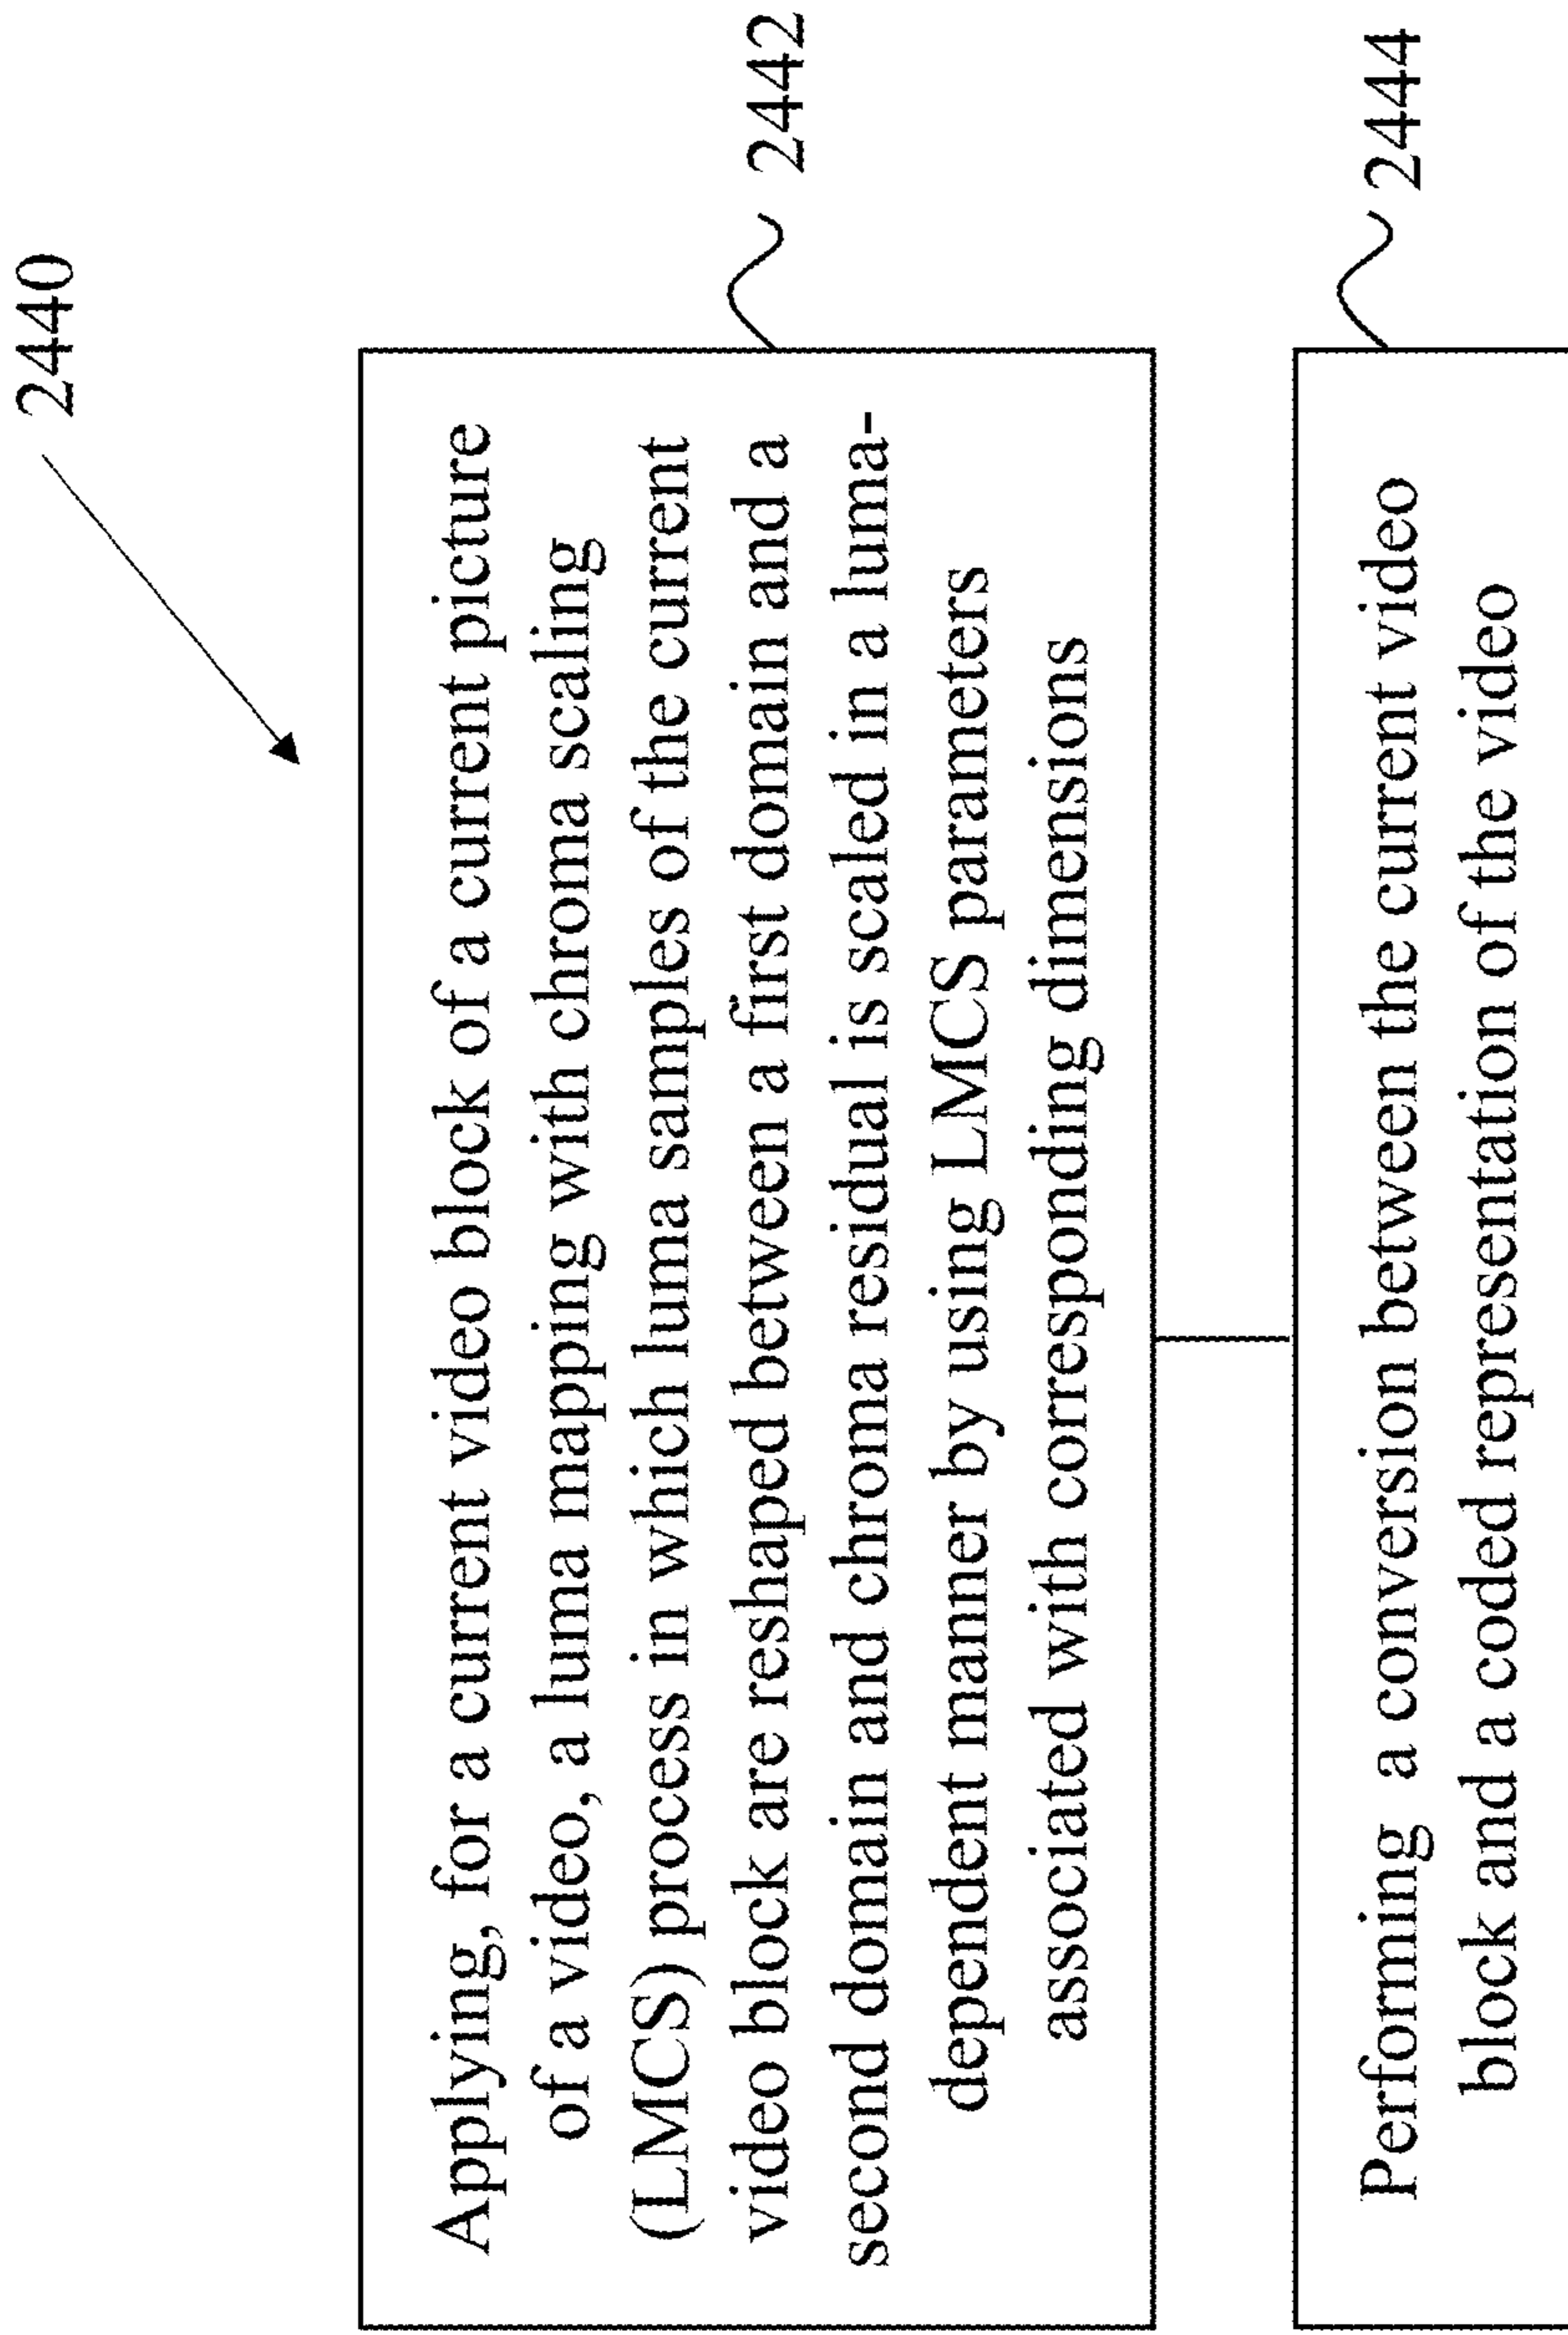 2440
Applying, for a current video block of a current picture
of a video, a luma mapping with chroma scaling
(LMCS) process in which luma samples of the current
video block are reshaped between a first domain and a
second domain and chroma residual is scaled in a luma-
dependent manner by using LMCS parameters
associated with corresponding dimensions
2442
Performing a conversion between the current video
block and a coded representation of the video
2444